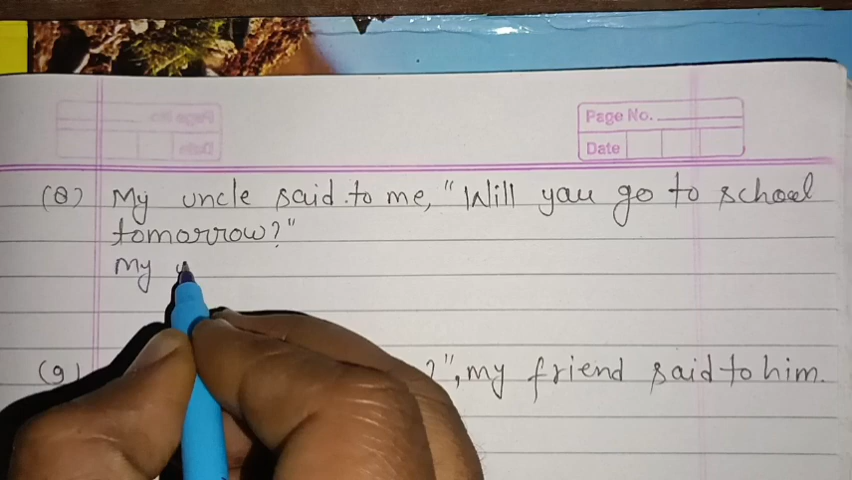 Page No.
Date
(8) My uncle said to me, "Will you go to school
tomorrow?"
My
(9) ?", my friend said to him.